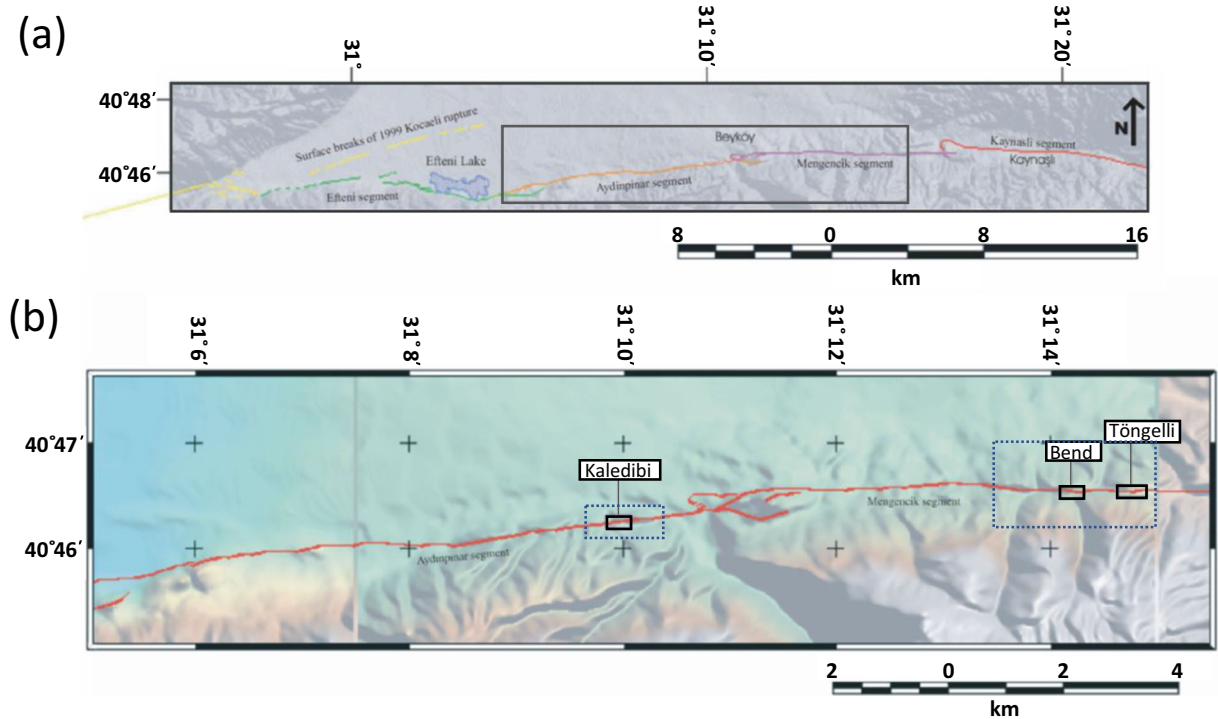 (a)
31˚
31˚10′
31˚20′
40˚48′
40˚46′
N
Surface breaks of 1999 Kocaeli rupture
Efteni Lake
Efteni segment
Beyköy
Aydinpinar segment
Mengencik segment
Kaynasli segment
Kaynaşlı
8 0 8 16
km
(b)
31˚6′
31˚8′
31˚10′
31˚12′
31˚14′
40˚47′
40˚46′
Kaledibi
Bend
Töngelli
Aydınpınar segment
Mengencik segment
2 0 2 4
km